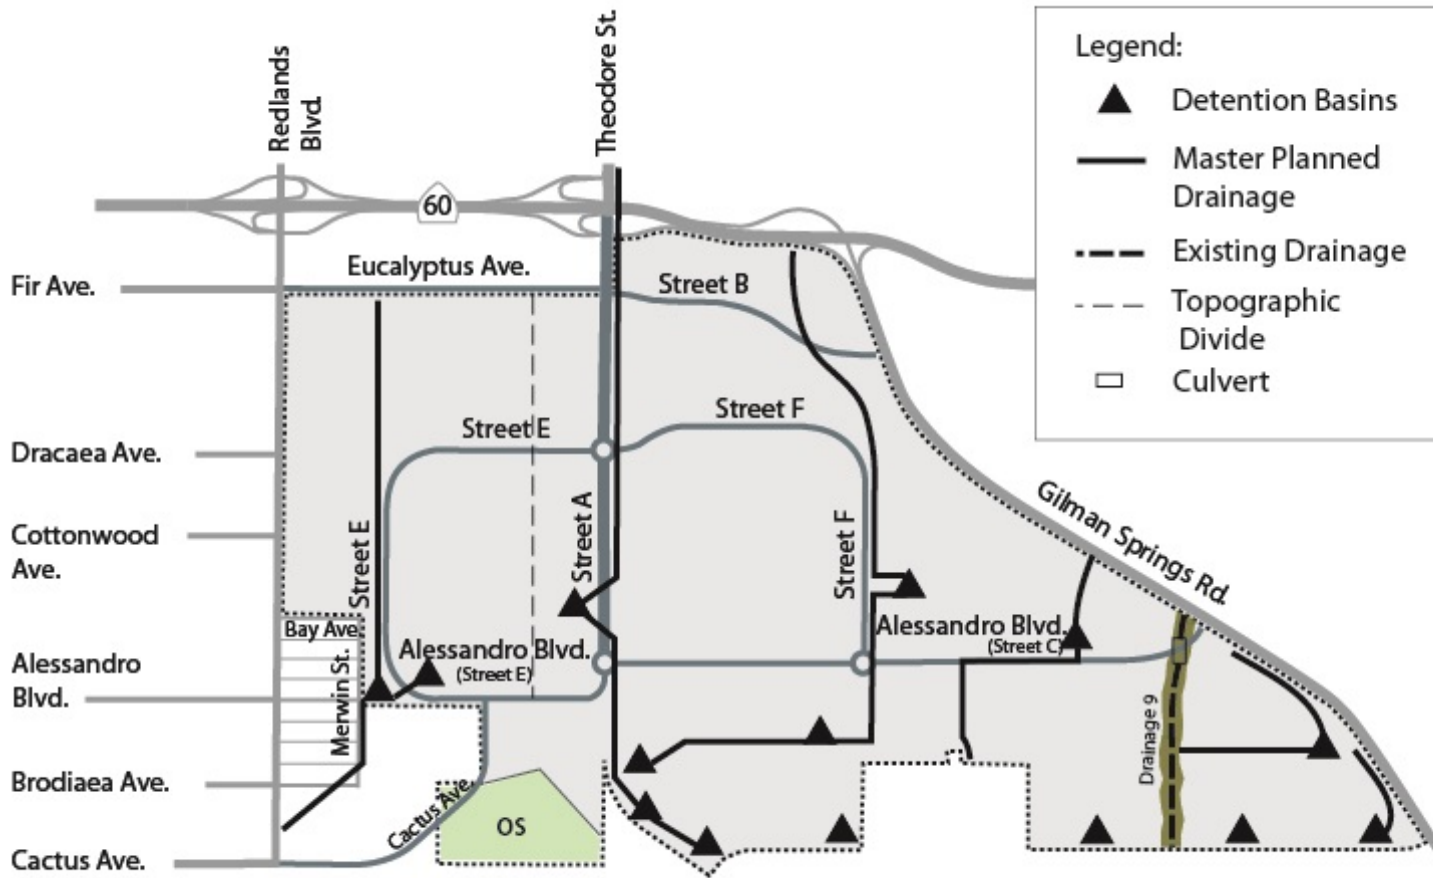 Redlands
Blvd.
Theodore St.
Legend:
Detention Basins
Master Planned
Drainage
Existing Drainage
Topographic
Divide
Culvert
60
Fir Ave.
Eucalyptus Ave.
Street B
Street E
Street F
Dracaea Ave.
Cottonwood
Ave.
Street E
Street A
Street F
Gilman Springs Rd.
Bay Ave
Alessandro Blvd.
(Street E)
Alessandro Blvd.
(Street C)
Alessandro
Blvd.
Merwin St.
Drainage 9
Brodiaea Ave.
Cactus Ave.
OS
Cactus Ave.